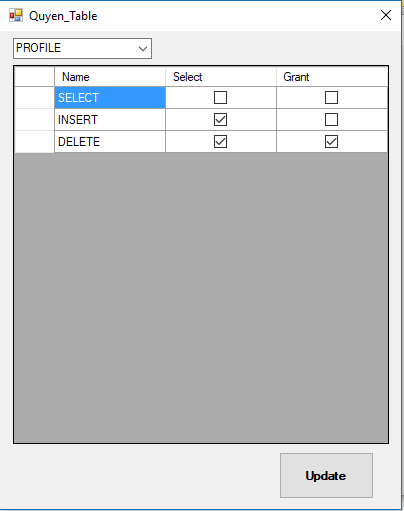 Quyen_Table
PROFILE
Name Select Grant
SELECT
INSERT
DELETE
Update